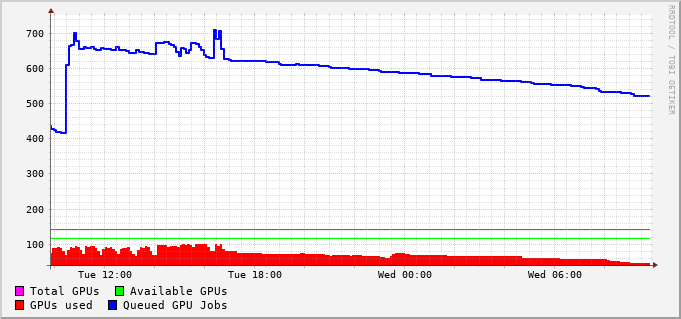 RRDTOOL / TOBI OETIKER
700
600
500
400
300
200
100
Tue 12:00 Tue 18:00 Wed 00:00 Wed 06:00
Total GPUs Available GPUs
GPUs used Queued GPU Jobs